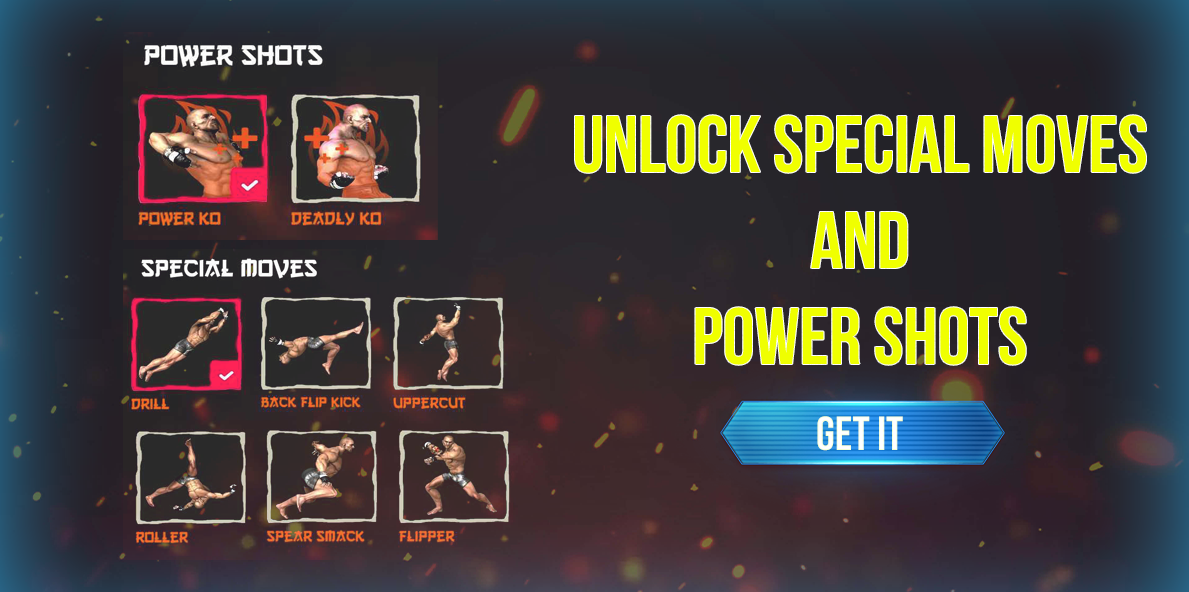 POWER SHOTS
POWER KO
DEADLY KO
SPECIAL MOVES
DRILL
BACK FLIP KICK
UPPERCUT
ROLLER
SPEAR SMACK
FLIPPER
UNLOCK SPECIAL MOVES
AND
POWER SHOTS
GET IT